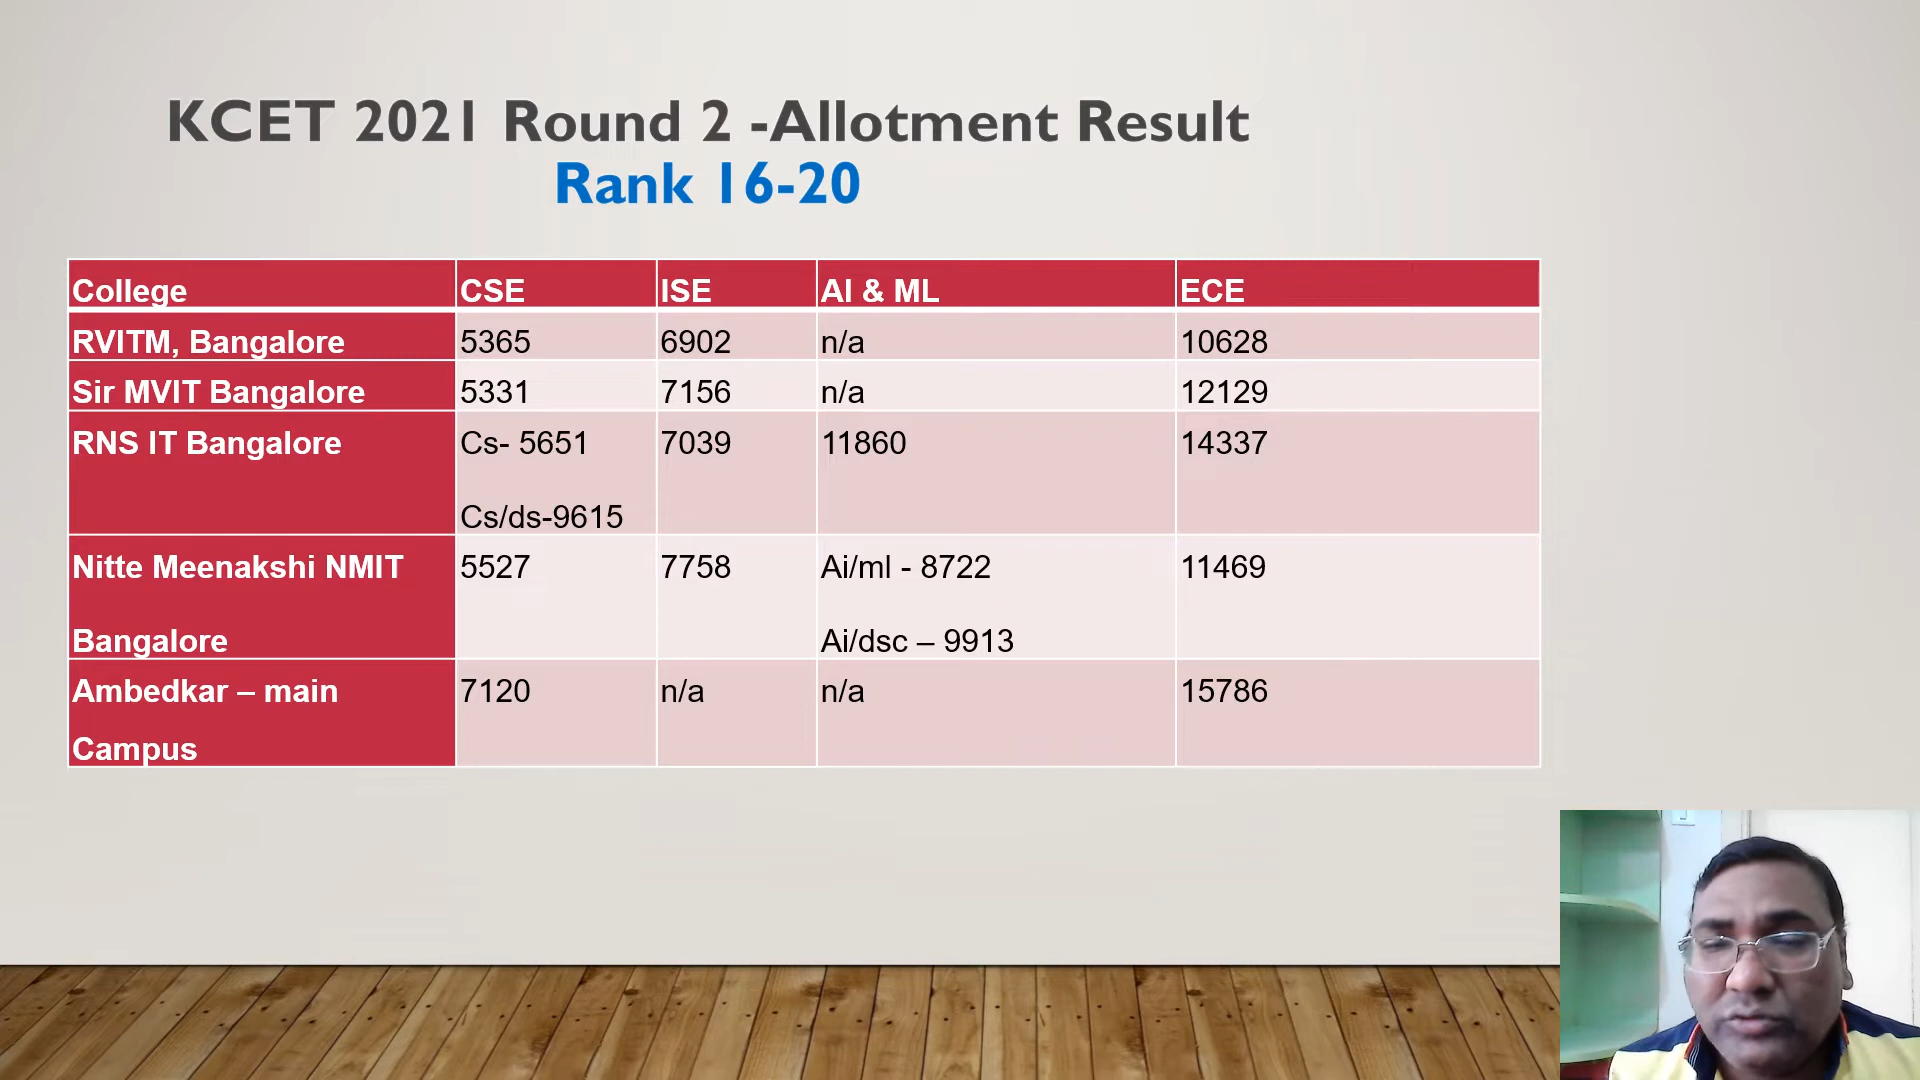 KCET 2021 Round 2 -Allotment Result
Rank 16-20
College CSE ISE AI & ML ECE
RVITM, Bangalore 5365 6902 n/a 10628
Sir MVIT Bangalore 5331 7156 n/a 12129
RNS IT Bangalore Cs- 5651 7039 11860 14337
Cs/ds-9615
Nitte Meenakshi NMIT 5527 7758 Ai/ml - 8722 11469
Bangalore Ai/dsc – 9913
Ambedkar – main 7120 n/a n/a 15786
Campus